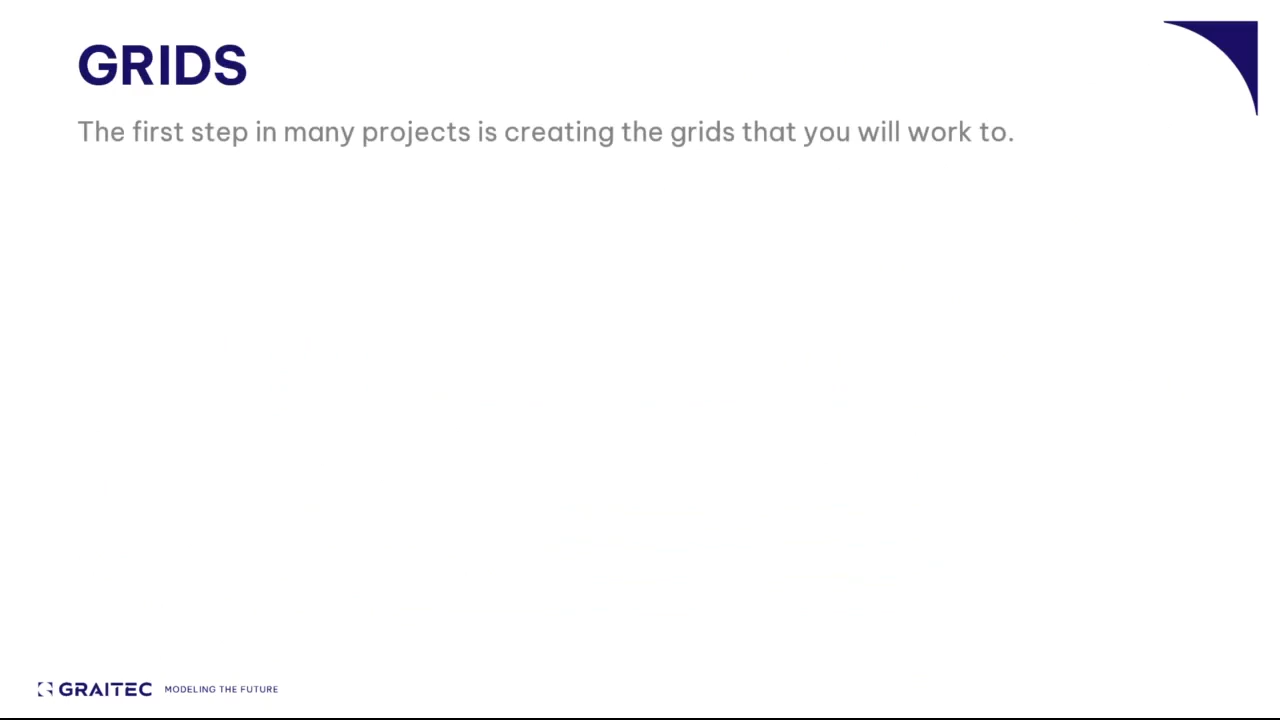 GRIDS
The first step in many projects is creating the grids that you will work to.
GRAITEC MODELING THE FUTURE